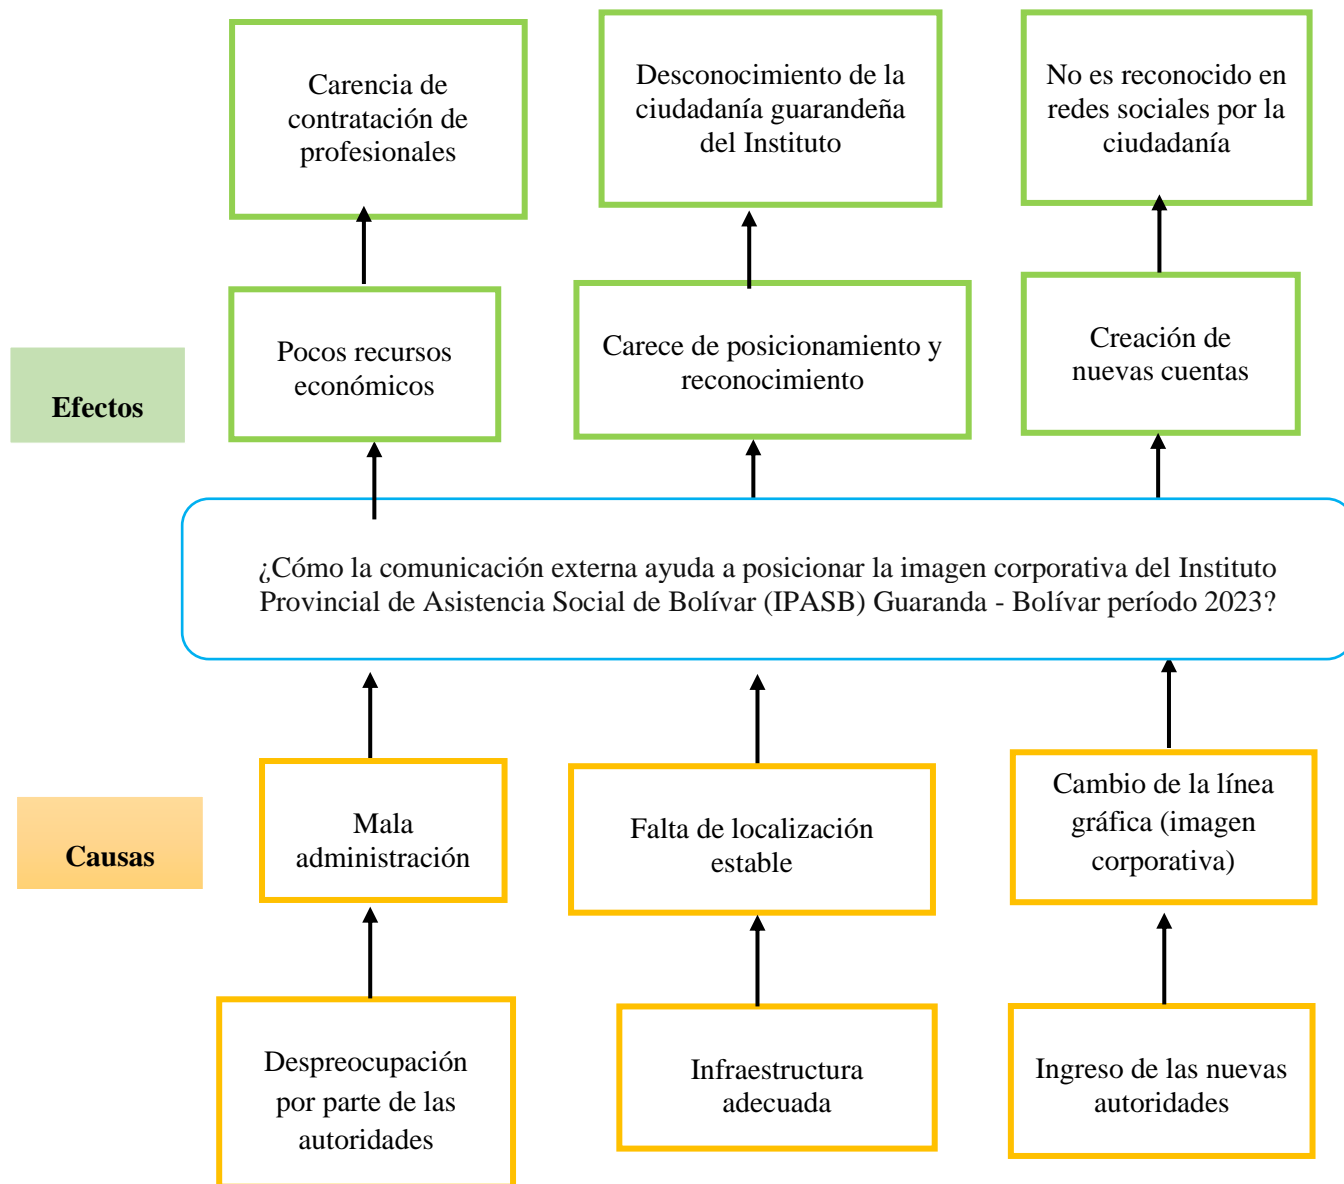 Carencia de
contratación de
profesionales
Desconocimiento de la
ciudadanía guarandeña
del Instituto
No es reconocido en
redes sociales por la
ciudadanía
Efectos
Pocos recursos
económicos
Carece de posicionamiento y
reconocimiento
Creación de
nuevas cuentas
¿Cómo la comunicación externa ayuda a posicionar la imagen corporativa del Instituto
Provincial de Asistencia Social de Bolívar (IPASB) Guaranda - Bolívar período 2023?
Causas
Mala
administración
Falta de localización
estable
Cambio de la línea
gráfica (imagen
corporativa)
Despreocupación
por parte de las
autoridades
Infraestructura
adecuada
Ingreso de las nuevas
autoridades